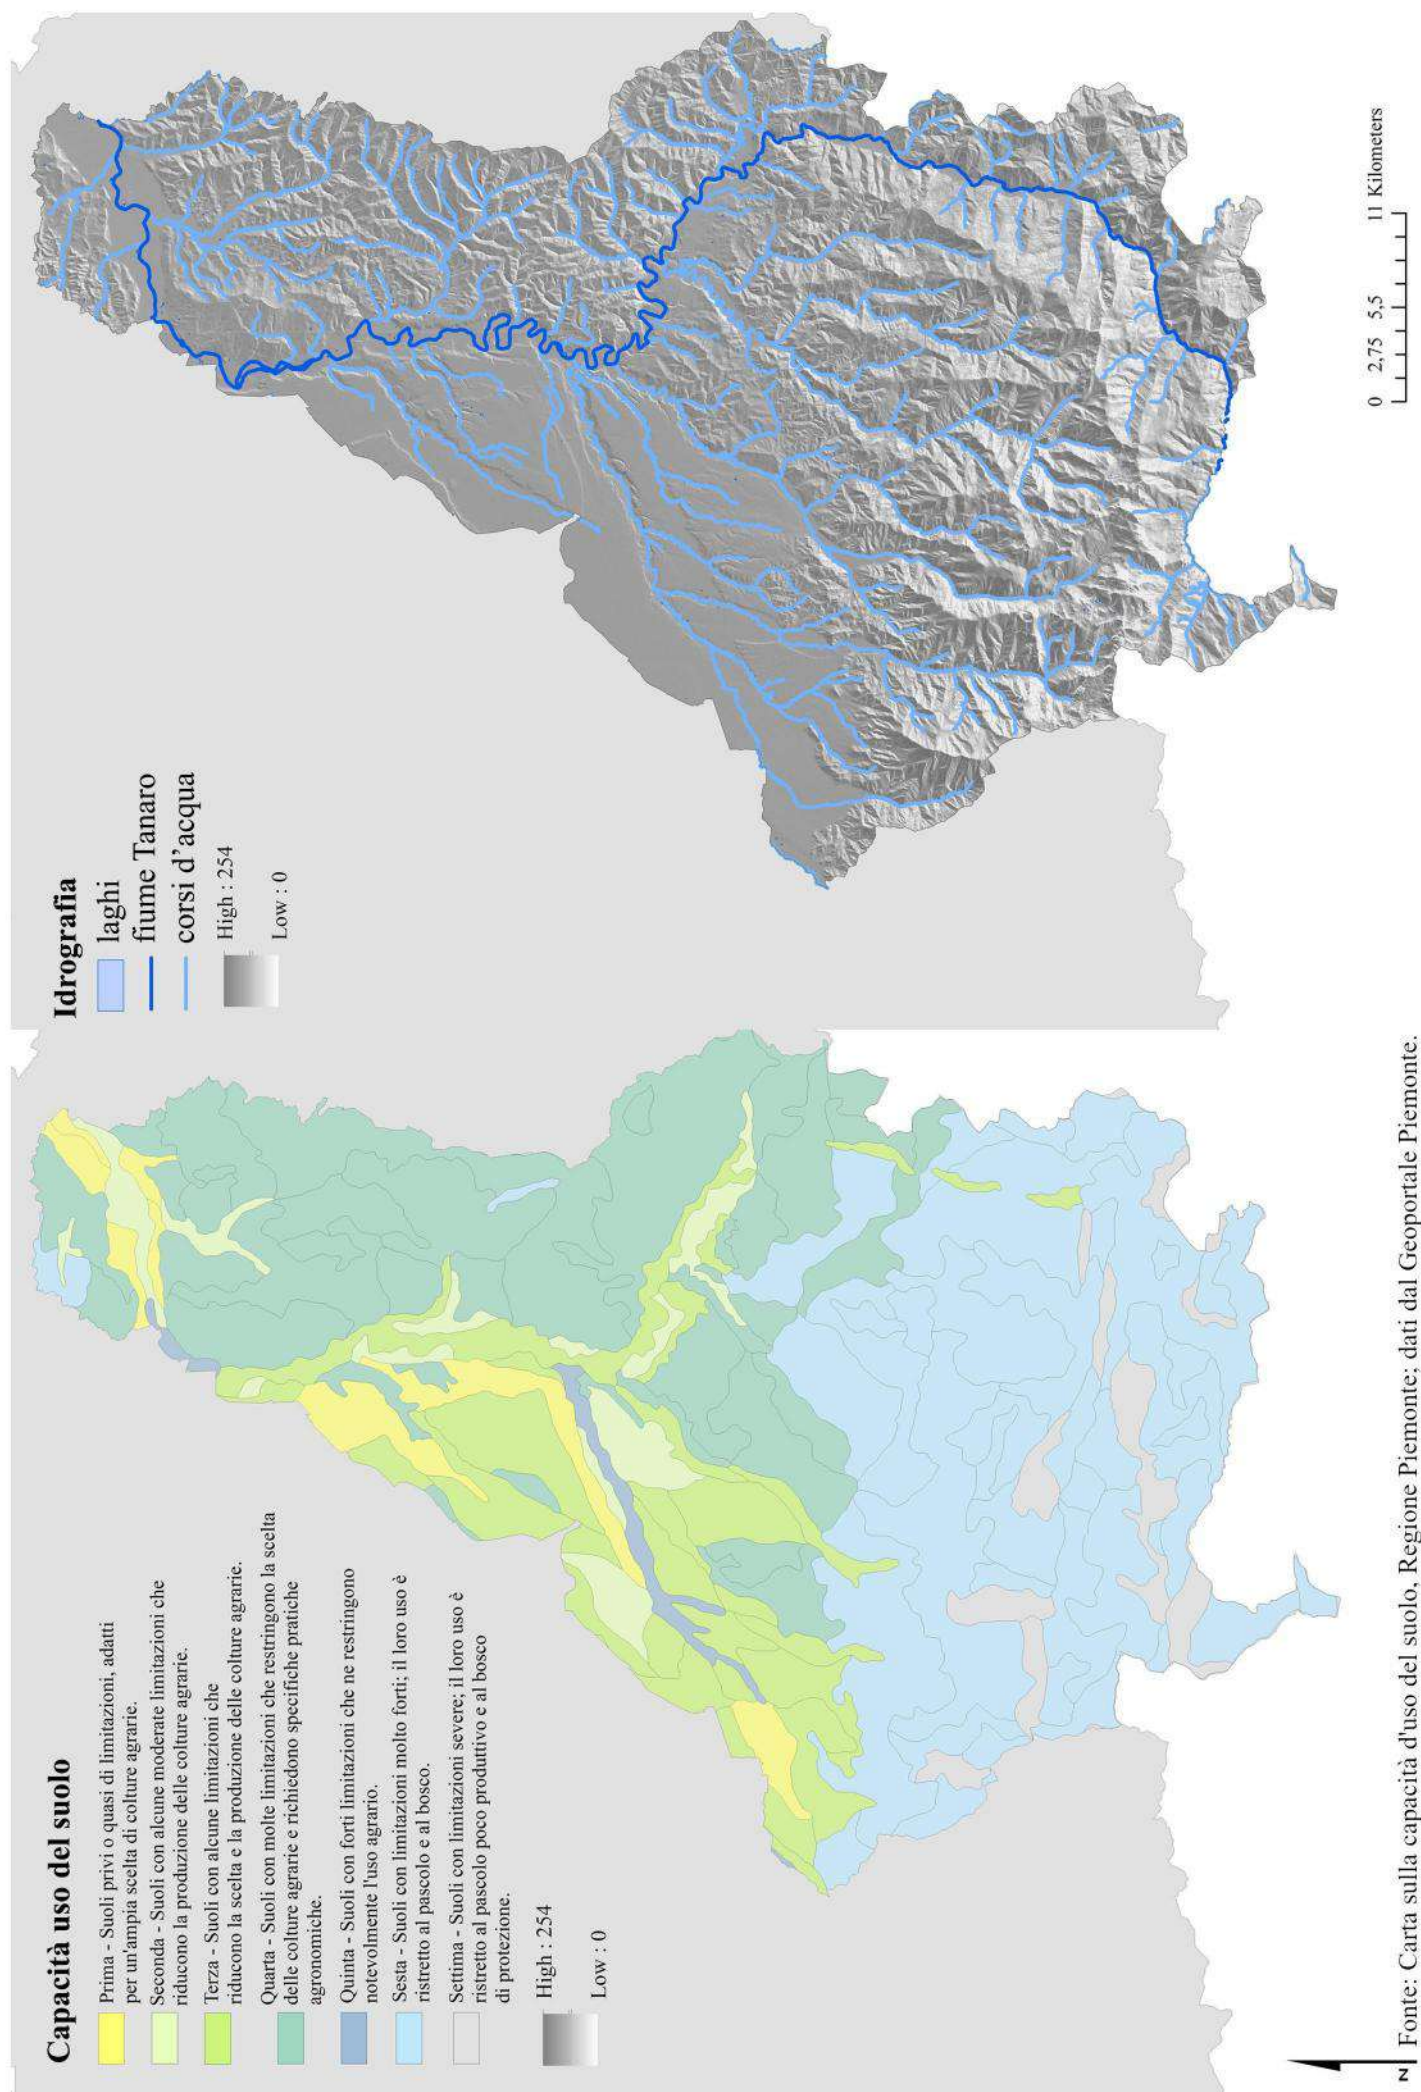 Capacità uso del suolo
Prima - Suoli privi o quasi di limitazioni, adatti
per un'ampia scelta di colture agrarie.
Seconda - Suoli con alcune moderate limitazioni che
riducono la produzione delle colture agrarie.
Terza - Suoli con alcune limitazioni che
riducono la scelta e la produzione delle colture agrarie.
Quarta - Suoli con molte limitazioni che restringono la scelta
delle colture agrarie e richiedono specifiche pratiche
agronomiche.
Quinta - Suoli con forti limitazioni che restringono
notevolmente l'uso agrario.
Sesta - Suoli con limitazioni molto forti; il loro uso è
ristretto al pascolo e al bosco.
Settima - Suoli con limitazioni severe; il loro uso è
ristretto al pascolo poco produttivo e al bosco
di protezione.
High : 254
Low : 0
Idrografia
laghi
fiume Tanaro
corsi d'acqua
High : 254
Low : 0
0 2,75 5,5 11 Kilometers
N
Fonte: Carta sulla capacità d'uso del suolo, Regione Piemonte; dati dal Geoportale Piemonte.